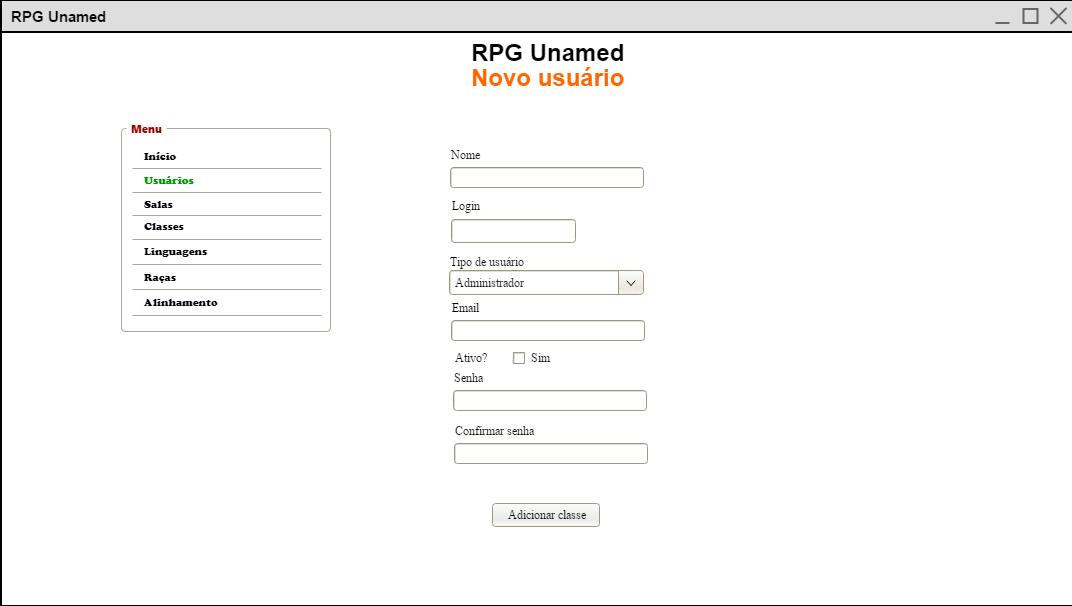 RPG Unamed
RPG Unamed
Novo usuário
Menu
Início
Usuários
Salas
Classes
Linguagens
Raças
Alinhamento
Nome
Login
Tipo de usuário
Administrador
Email
Ativo? Sim
Senha
Confirmar senha
Adicionar classe